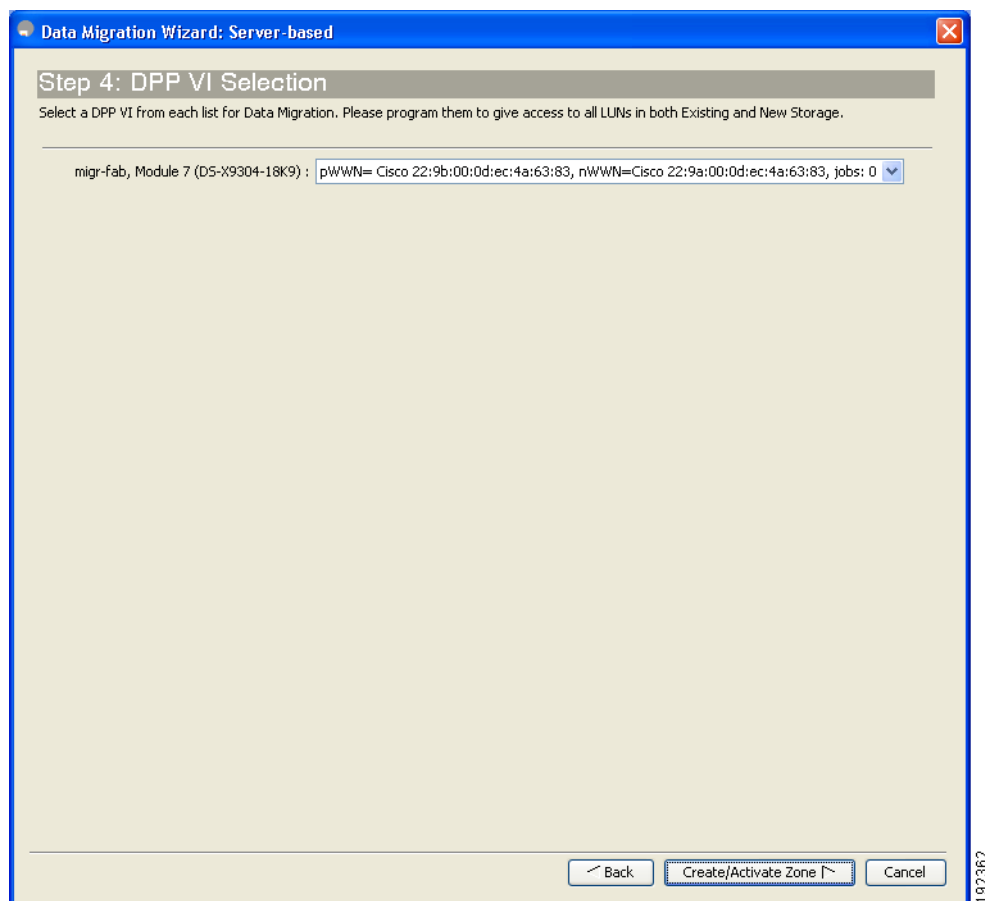 Data Migration Wizard: Server-based
Step 4: DPP VI Selection
Select a DPP VI from each list for Data Migration. Please program them to give access to all LUNs in both Existing and New Storage.
migr-fab, Module 7 (DS-X9304-18K9) : pWWN= Cisco 22:9b:00:0d:ec:4a:63:83, nWWN=Cisco 22:9a:00:0d:ec:4a:63:83, jobs: 0
Back Create/Activate Zone Cancel
192362